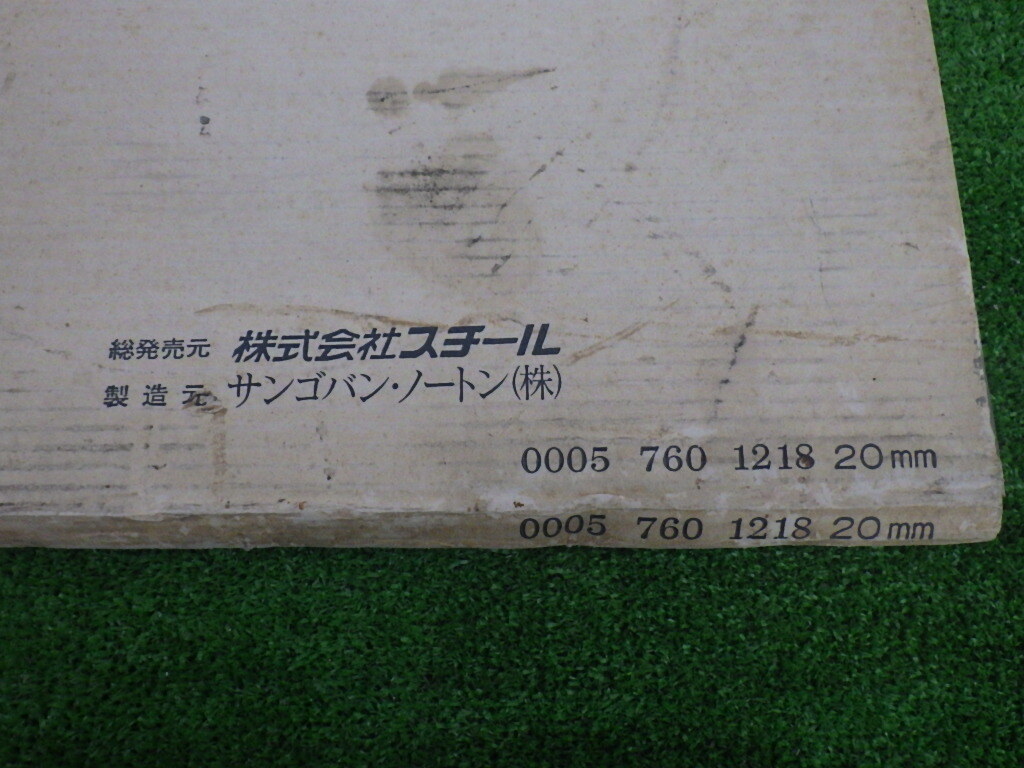 総発売元 株式会社スチール
製造元 サンゴバン・ノートン(株)
0005 760 1218 20mm
0005 760 1218 20mm